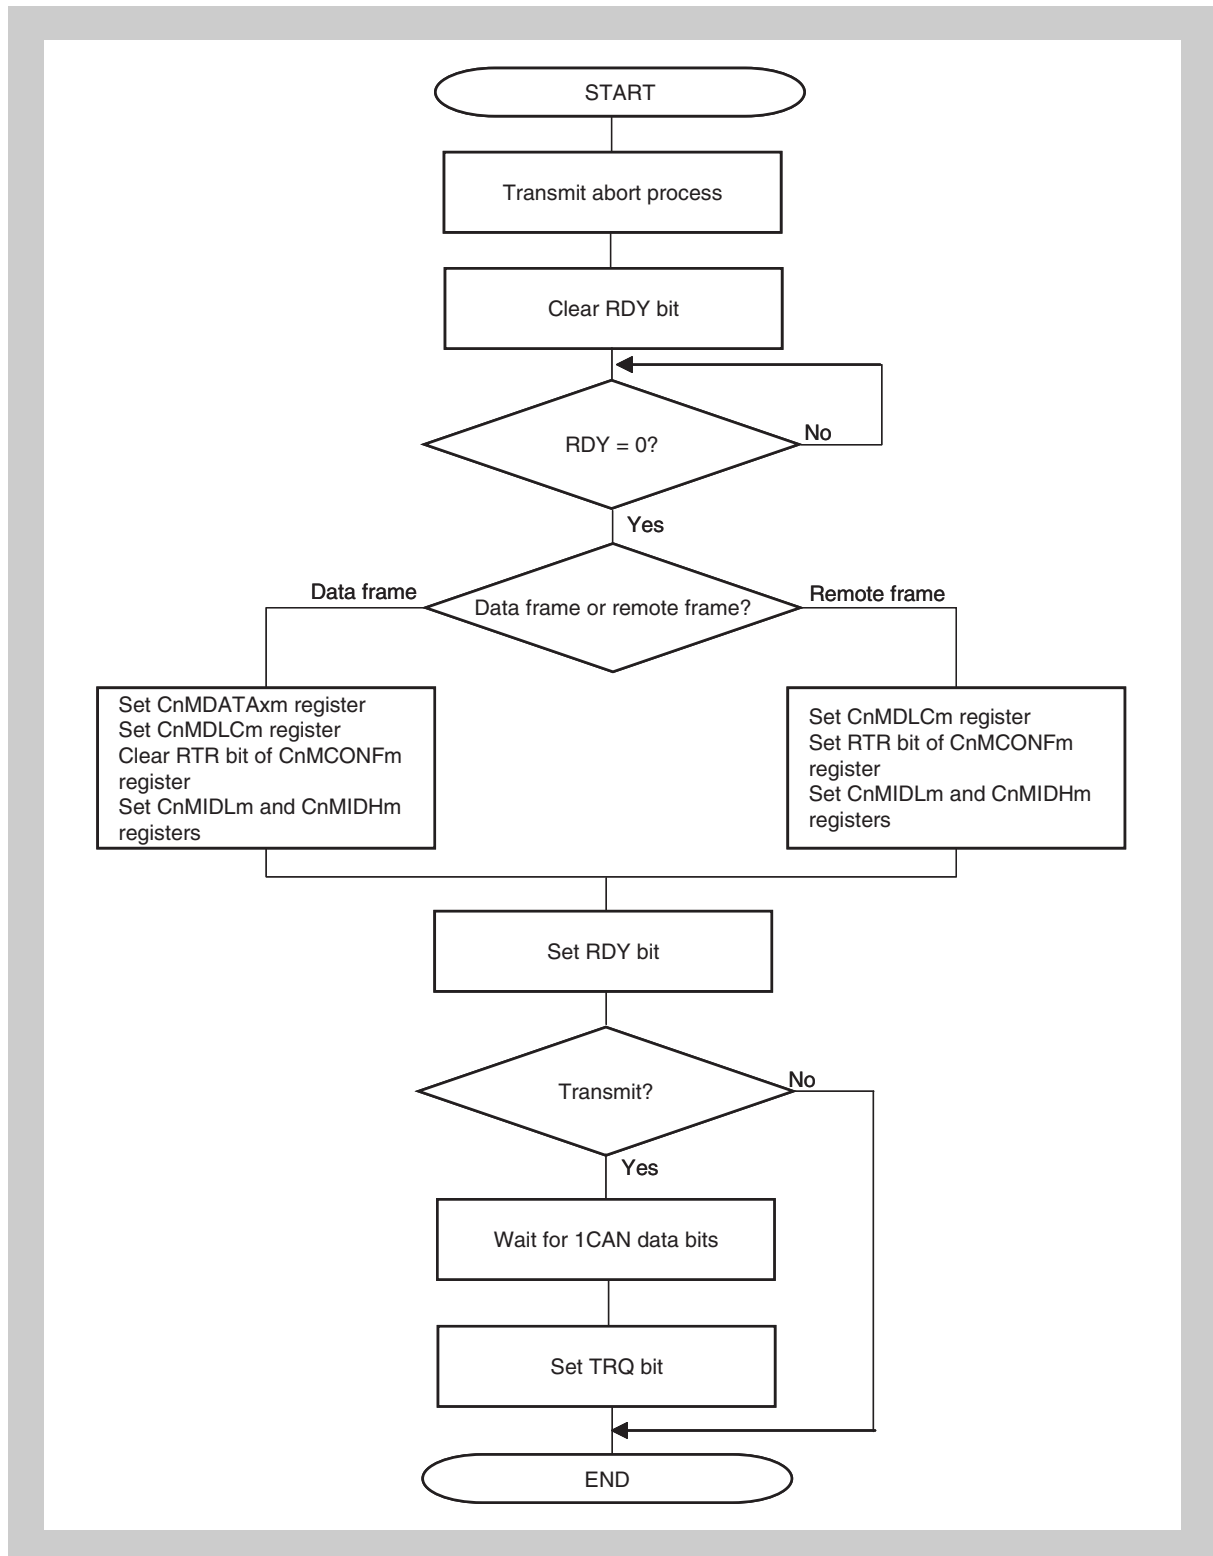 START
Transmit abort process
Clear RDY bit
RDY = 0?
No
Yes
Data frame
Data frame or remote frame?
Remote frame
Set CnMDATAxm register
Set CnMDLCm register
Clear RTR bit of CnMCONFm
register
Set CnMIDLm and CnMIDHm
registers
Set CnMDLCm register
Set RTR bit of CnMCONFm
register
Set CnMIDLm and CnMIDHm
registers
Set RDY bit
Transmit?
No
Yes
Wait for 1CAN data bits
Set TRQ bit
END